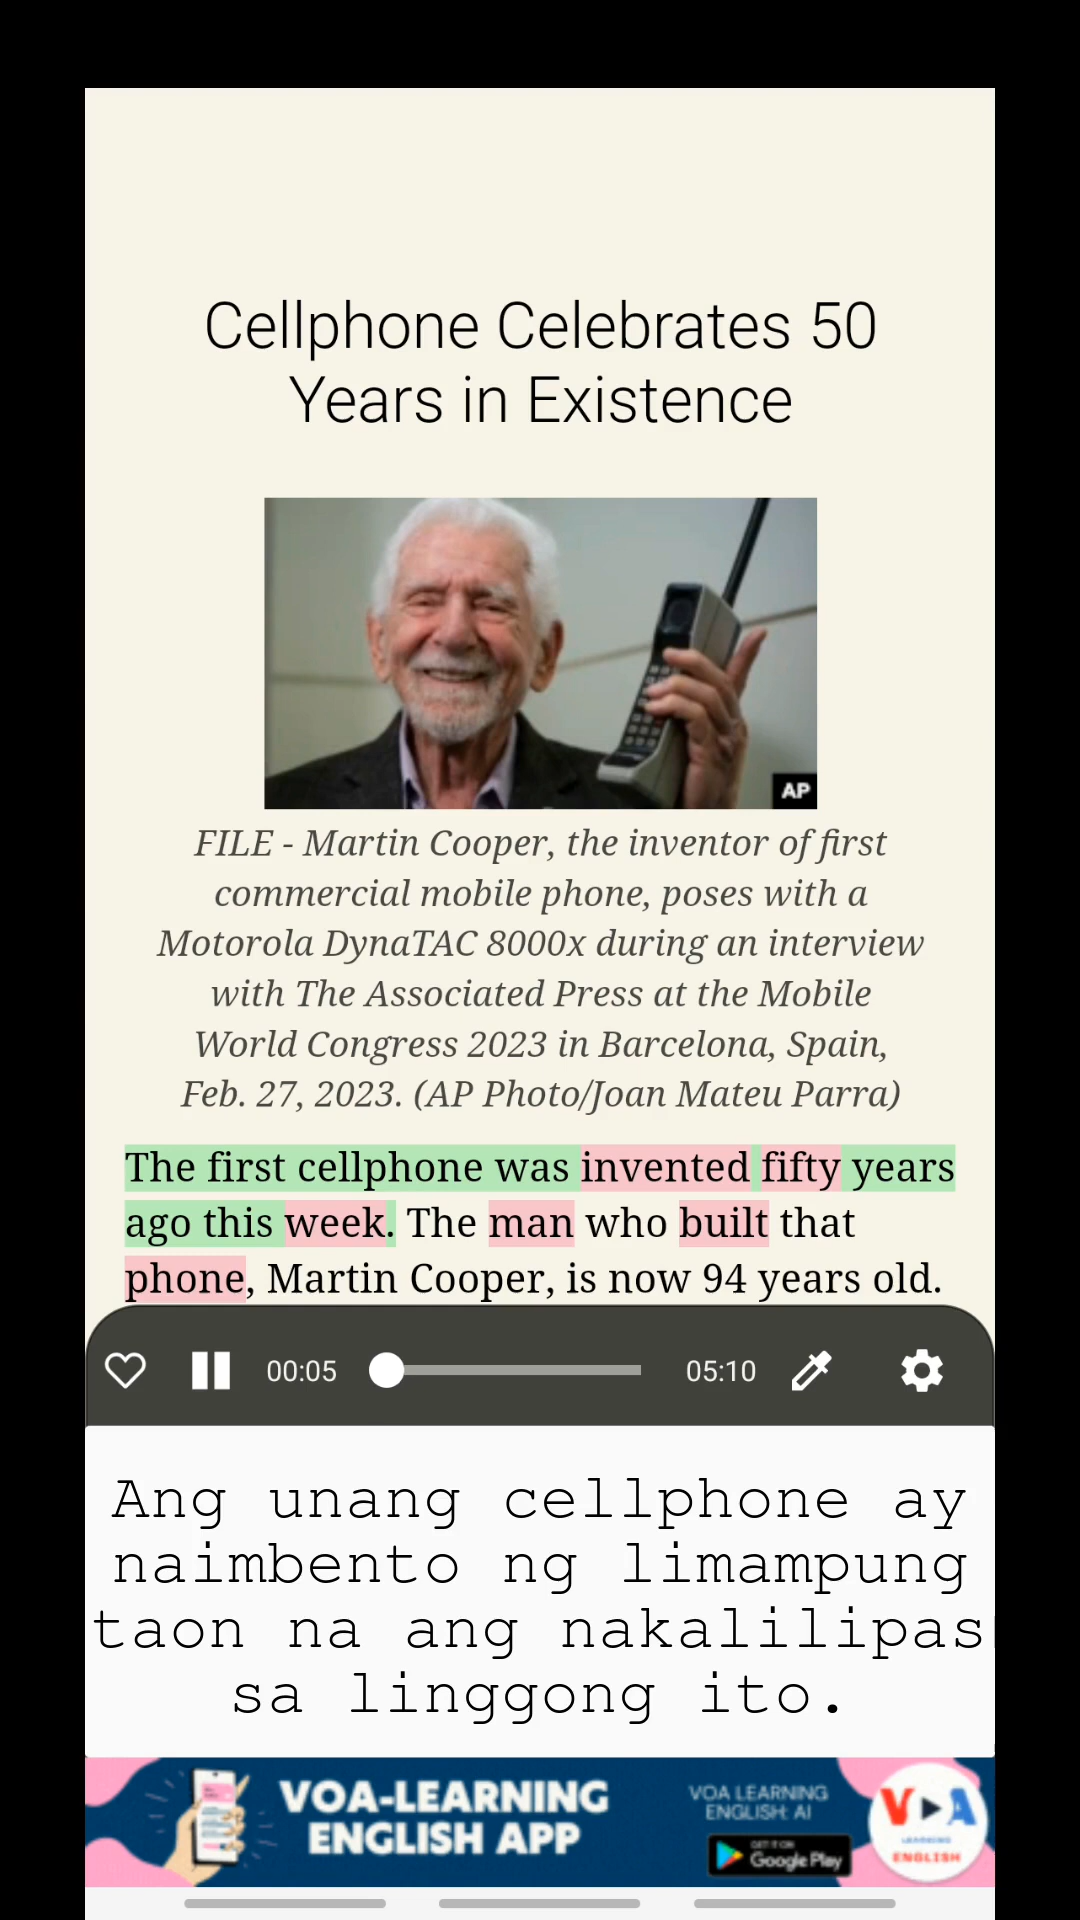 Cellphone Celebrates 50
Years in Existence
AP
FILE - Martin Cooper, the inventor of first
commercial mobile phone, poses with a
Motorola DynaTAC 8000x during an interview
with The Associated Press at the Mobile
World Congress 2023 in Barcelona, Spain,
Feb. 27, 2023. (AP Photo/Joan Mateu Parra)
The first cellphone was invented fifty years
ago this week. The man who built that
phone, Martin Cooper, is now 94 years old.
00:05
05:10
Ang unang cellphone ay
naimbento ng limampung
taon na ang nakalilipas
sa linggong ito.
VOA-LEARNING
ENGLISH APP
VOA LEARNING
ENGLISH: AI
GET IT ON
Google Play
VOA
LEARNING
ENGLISH